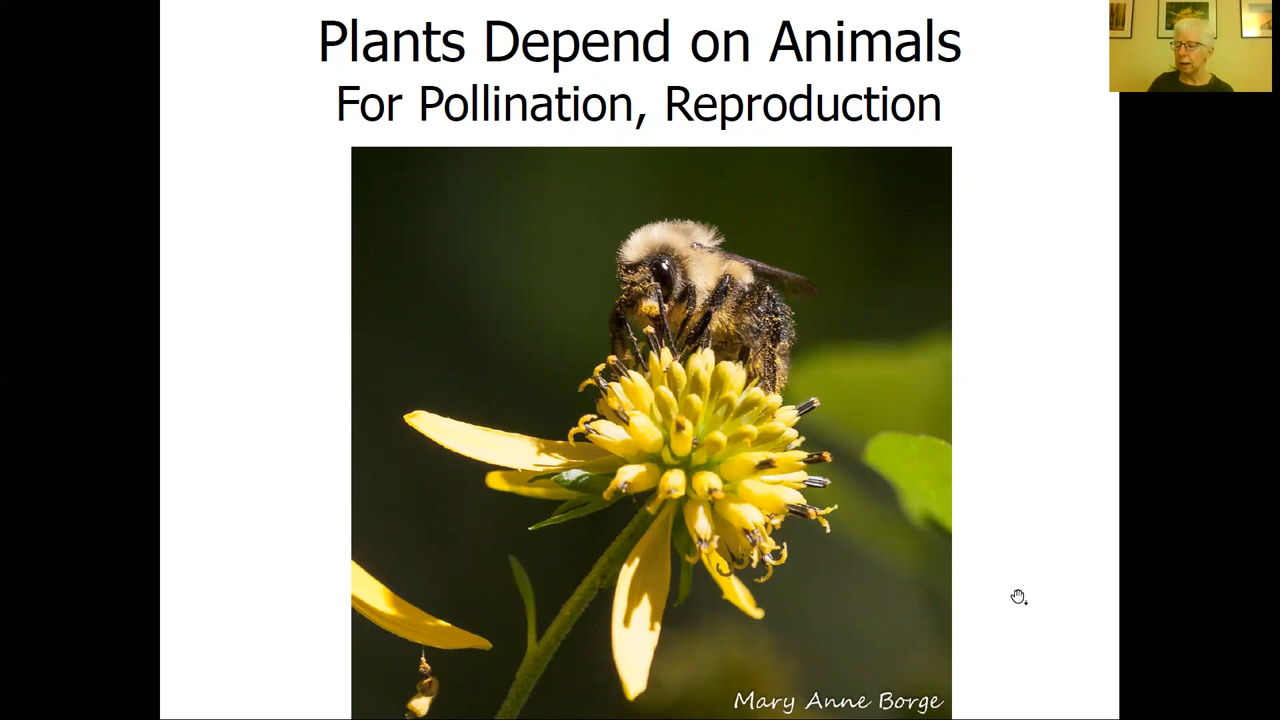 Plants Depend on Animals
For Pollination, Reproduction
Mary Anne Borge